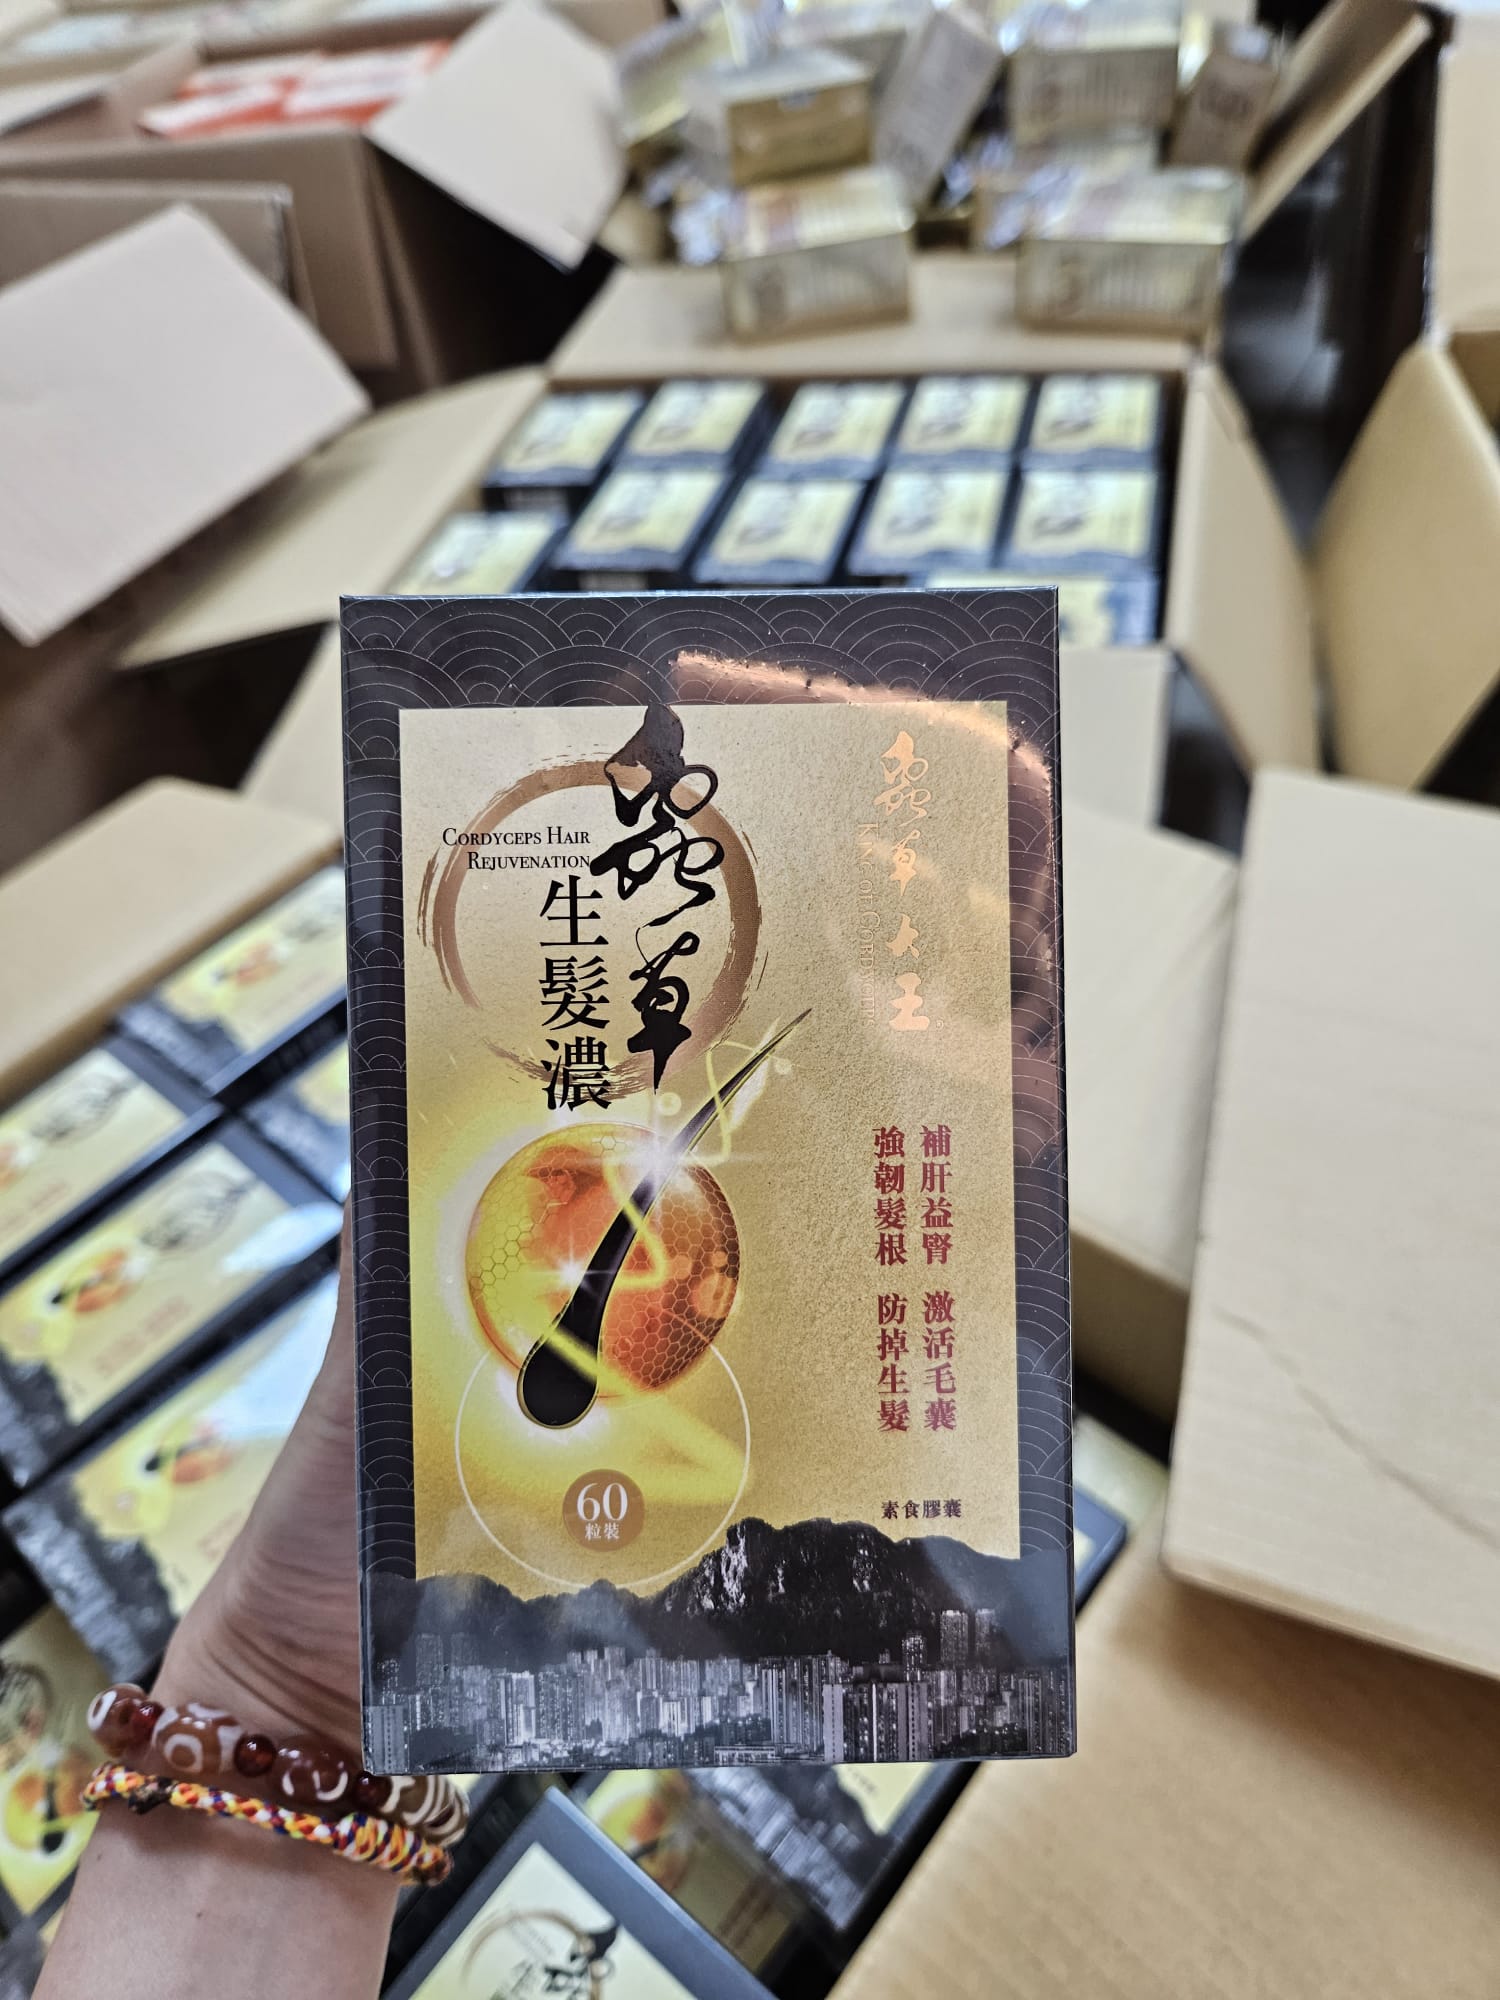 CORDYCEPS HAIR
REJUVENATION
蟲草
生髮濃
蟲草大王
KING OF CORDYCEPS
補肝益腎 激活毛囊
強韌髮根 防掉生髮
60
粒裝
素食膠囊